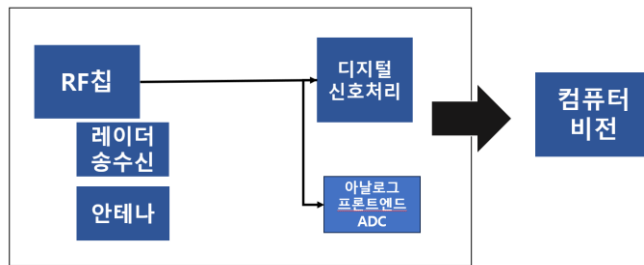 RF칩
레이더
송수신
안테나
디지털
신호처리
아날로그
프론트엔드
ADC
컴퓨터
비전